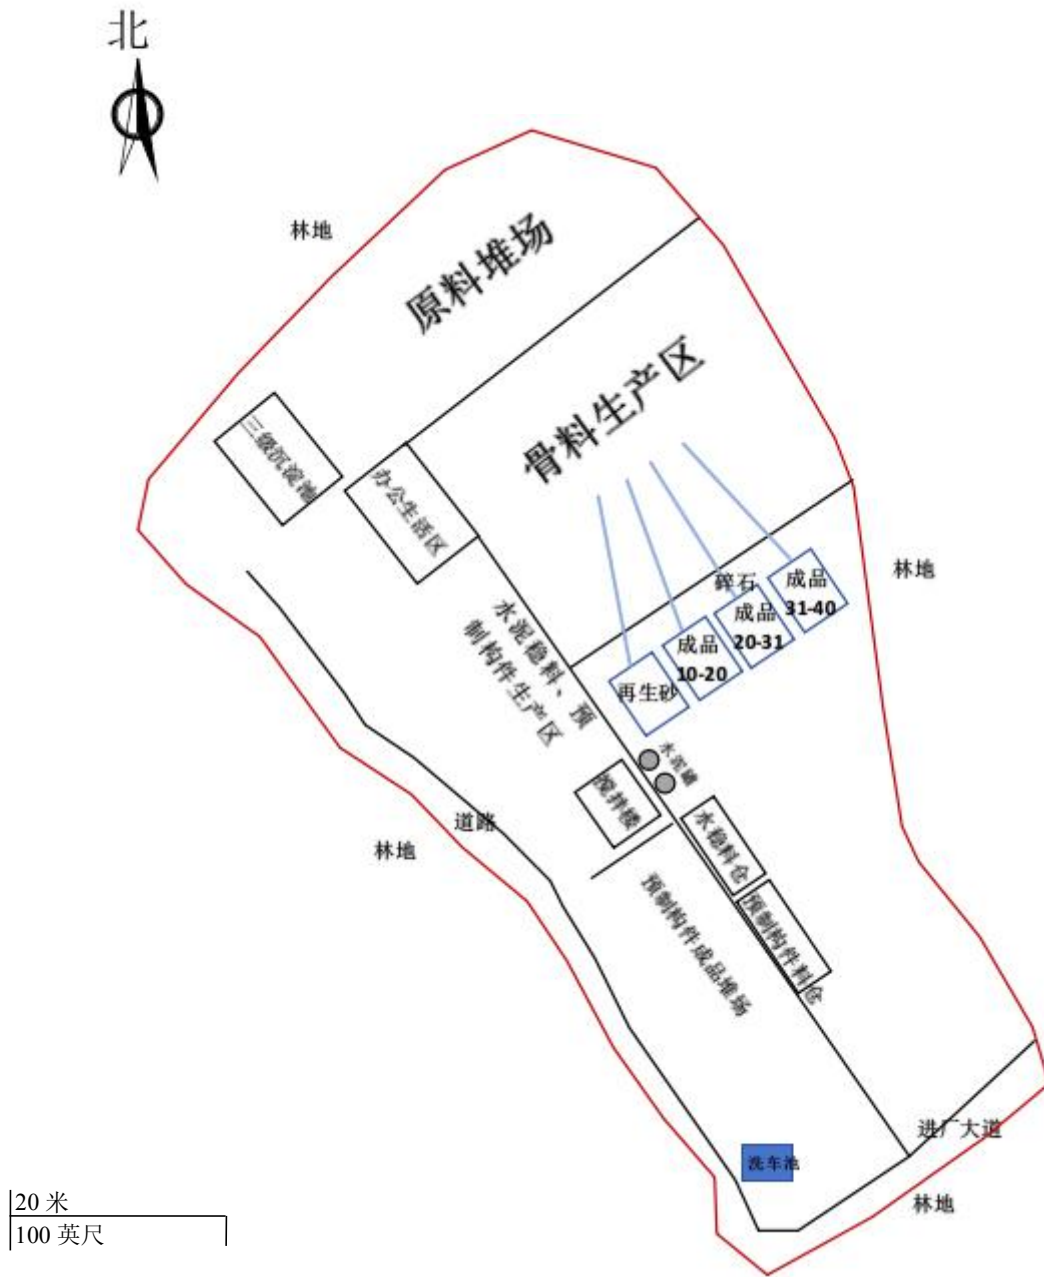 北
林地
原料堆场
骨料生产区
三级沉淀池
办公生活区
林地
碎石
成品
31-40
成品
20-31
成品
10-20
再生砂
水泥稳料、预
制构件生产区
水泥罐
搅拌楼
水稳料仓
道路
林地
预制构件成品堆场
预制构件料仓
进厂大道
洗车池
林地
20 米
100 英尺